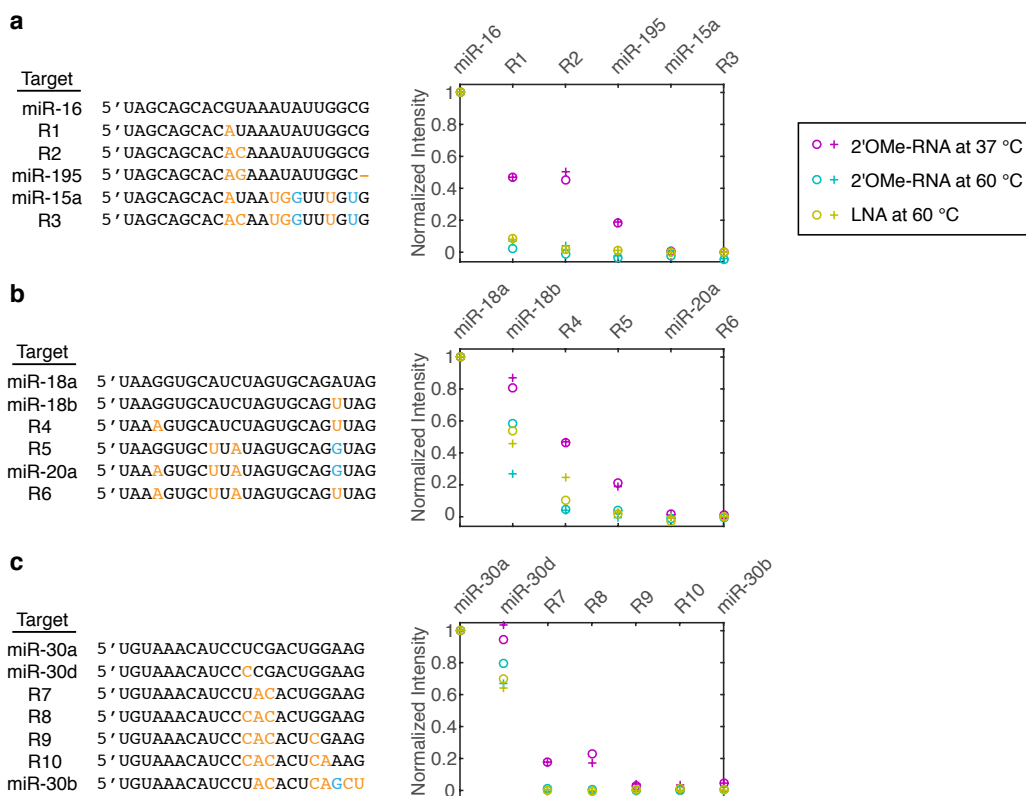 a
Target
miR-16 5′UAGCAGCACGUAAAUAUUGGCG
R1 5′UAGCAGCACAUAAAUAUUGGCG
R2 5′UAGCAGCACACAAAUAUUGGCG
miR-195 5′UAGCAGCACAGAAAUAUUGGC–
miR-15a 5′UAGCAGCACAUAAUGGUUUGUG
R3 5′UAGCAGCACACAAUGGUUUGUG
miR-16 R1 R2 miR-195 miR-15a R3
Normalized Intensity
1
0.8
0.6
0.4
0.2
0
2'OMe-RNA at 37 °C
2'OMe-RNA at 60 °C
LNA at 60 °C
b
Target
miR-18a 5′UAAGGUGCAUCUAGUGCAGAUAG
miR-18b 5′UAAGGUGCAUCUAGUGCAGUUAG
R4 5′UAAAGUGCAUCUAGUGCAGUUAG
R5 5′UAAGGUGCUUAUAGUGCAGGUAG
miR-20a 5′UAAAGUGCUUAUAGUGCAGGUAG
R6 5′UAAAGUGCUUAUAGUGCAGUUAG
miR-18a miR-18b R4 R5 miR-20a R6
Normalized Intensity
1
0.8
0.6
0.4
0.2
0
c
Target
miR-30a 5′UGUAAACAUCCUCGACUGGAAG
miR-30d 5′UGUAAACAUCCCCGACUGGAAG
R7 5′UGUAAACAUCCUACACUGGAAG
R8 5′UGUAAACAUCCCACACUGGAAG
R9 5′UGUAAACAUCCCACACUCGAAG
R10 5′UGUAAACAUCCCACACUCAAAG
miR-30b 5′UGUAAACAUCCUACACUCAGCU
miR-30a miR-30d R7 R8 R9 R10 miR-30b
Normalized Intensity
1
0.8
0.6
0.4
0.2
0